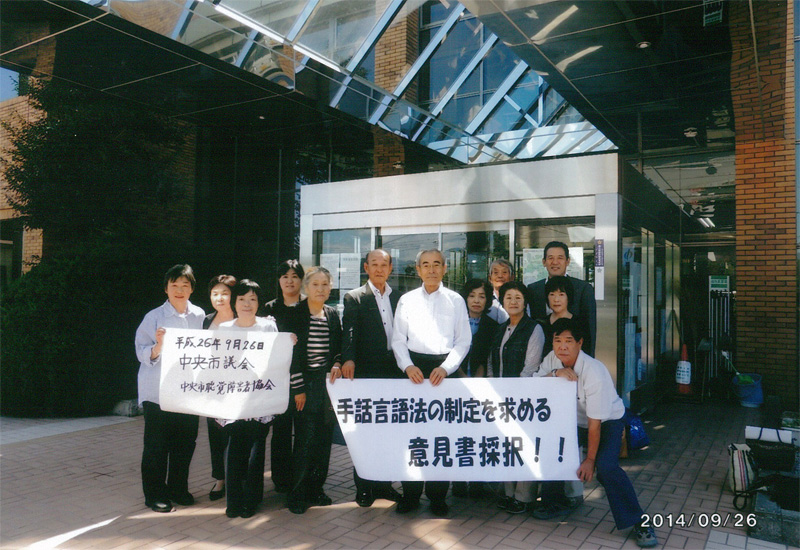 平成26年9月26日
中央市議会
中央市聴覚障害者協会
手話言語法の制定を求める
意見書採択！！
2014/09/26